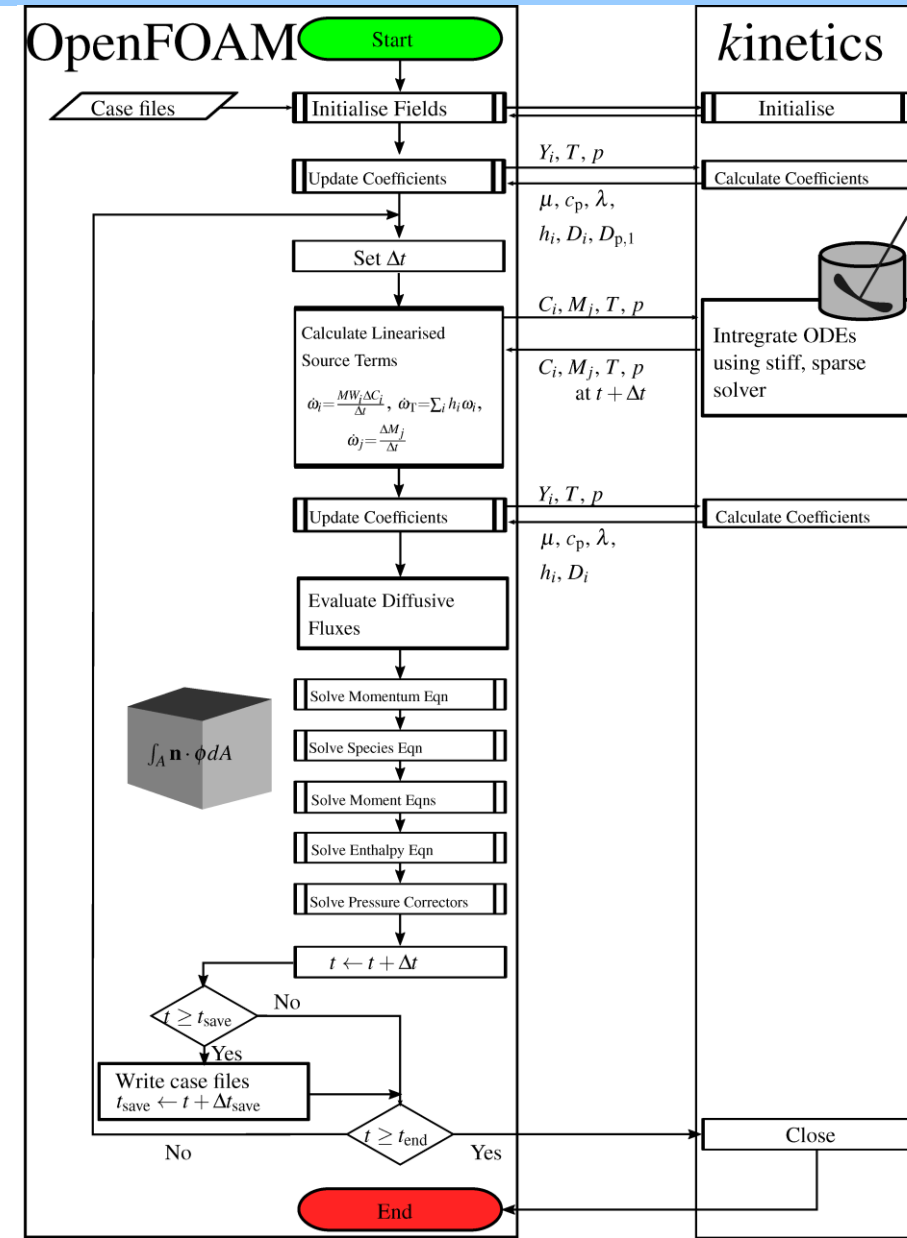 OpenFOAM
kinetics
Start
Case files
Initialise Fields
Initialise
Y_i, T, p
Update Coefficients
Calculate Coefficients
μ, c_p, λ,
h_i, D_i, D_{p,1}
Set Δt
C_i, M_j, T, p
Calculate Linearised
Source Terms
ω̇_i = MW_iΔC_i/Δt, ω̇_T = ∑_i h_i ω_i,
ω̇_j = ΔM_j/Δt
C_i, M_j, T, p
at t + Δt
Intregrate ODEs
using stiff, sparse
solver
Y_i, T, p
Update Coefficients
Calculate Coefficients
μ, c_p, λ,
h_i, D_i
Evaluate Diffusive
Fluxes
Solve Momentum Eqn
∫_A n · ϕdA
Solve Species Eqn
Solve Moment Eqns
Solve Enthalpy Eqn
Solve Pressure Correctors
t ← t + Δt
t ≥ t_save
No
Yes
Write case files
t_save ← t + Δt_save
t ≥ t_end
No
Yes
Close
End